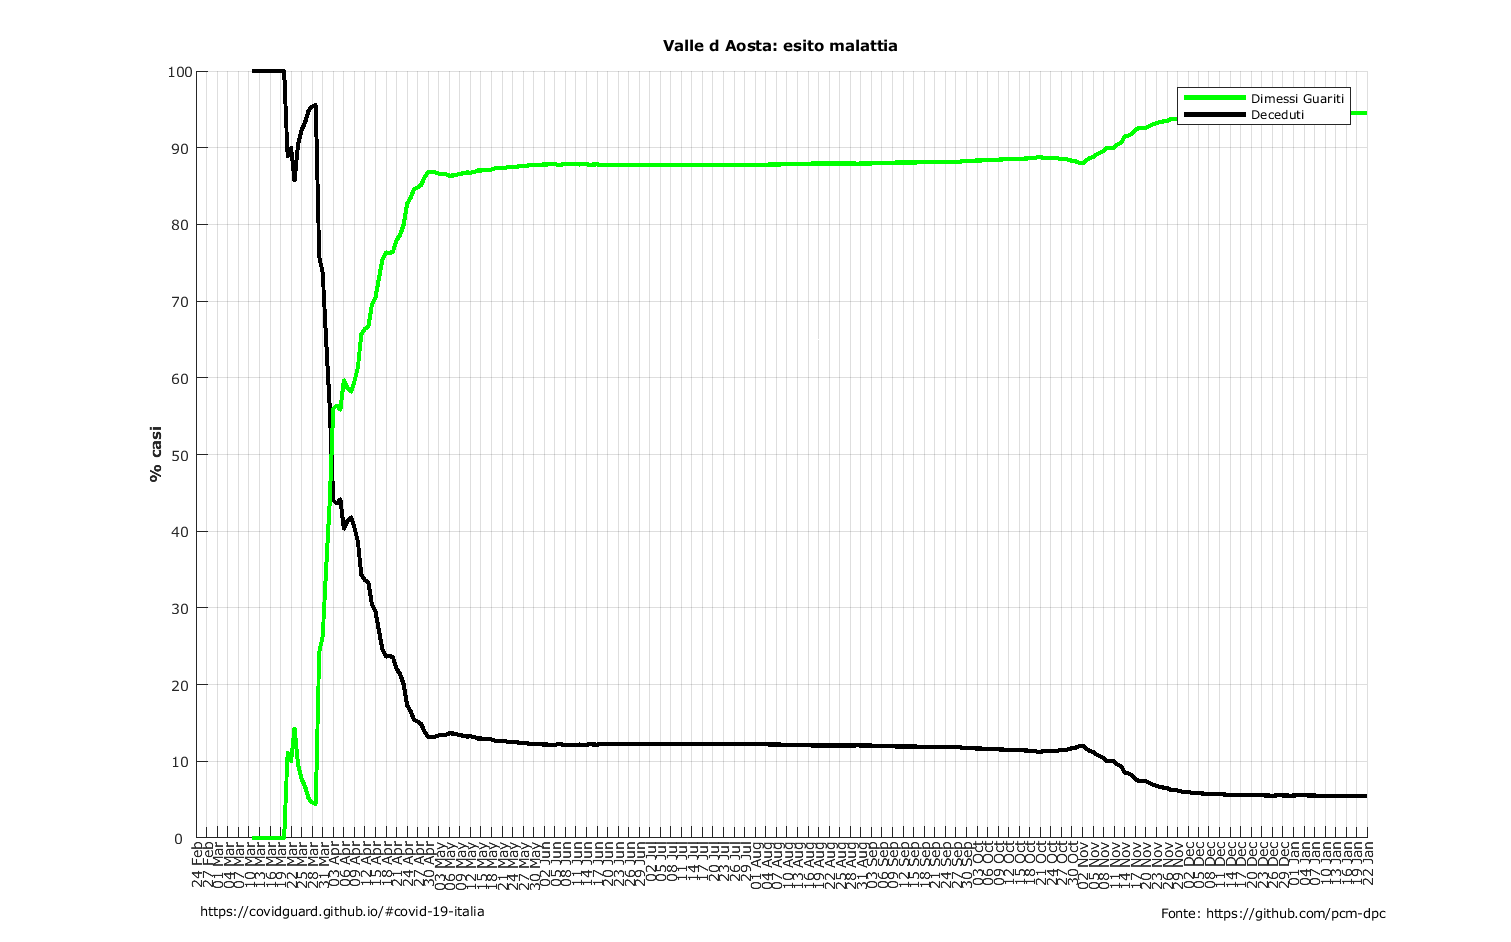 Valle d Aosta: esito malattia
Dimessi Guariti
Deceduti
% casi
100
90
80
70
60
50
40
30
20
10
0
24 Feb
27 Feb
01 Mar
04 Mar
07 Mar
10 Mar
13 Mar
16 Mar
19 Mar
22 Mar
25 Mar
28 Mar
31 Mar
03 Apr
06 Apr
09 Apr
12 Apr
15 Apr
18 Apr
21 Apr
24 Apr
27 Apr
30 Apr
03 May
06 May
09 May
12 May
15 May
18 May
21 May
24 May
27 May
30 May
02 Jun
05 Jun
08 Jun
11 Jun
14 Jun
17 Jun
20 Jun
23 Jun
26 Jun
29 Jun
02 Jul
05 Jul
08 Jul
11 Jul
14 Jul
17 Jul
20 Jul
23 Jul
26 Jul
29 Jul
01 Aug
04 Aug
07 Aug
10 Aug
13 Aug
16 Aug
19 Aug
22 Aug
25 Aug
28 Aug
31 Aug
03 Sep
06 Sep
09 Sep
12 Sep
15 Sep
18 Sep
21 Sep
24 Sep
27 Sep
30 Sep
03 Oct
06 Oct
09 Oct
12 Oct
15 Oct
18 Oct
21 Oct
24 Oct
27 Oct
30 Oct
02 Nov
05 Nov
08 Nov
11 Nov
14 Nov
17 Nov
20 Nov
23 Nov
26 Nov
29 Nov
02 Dec
05 Dec
08 Dec
11 Dec
14 Dec
17 Dec
20 Dec
23 Dec
26 Dec
29 Dec
01 Jan
04 Jan
07 Jan
10 Jan
13 Jan
16 Jan
19 Jan
22 Jan
https://covidguard.github.io/#covid-19-italia
Fonte: https://github.com/pcm-dpc